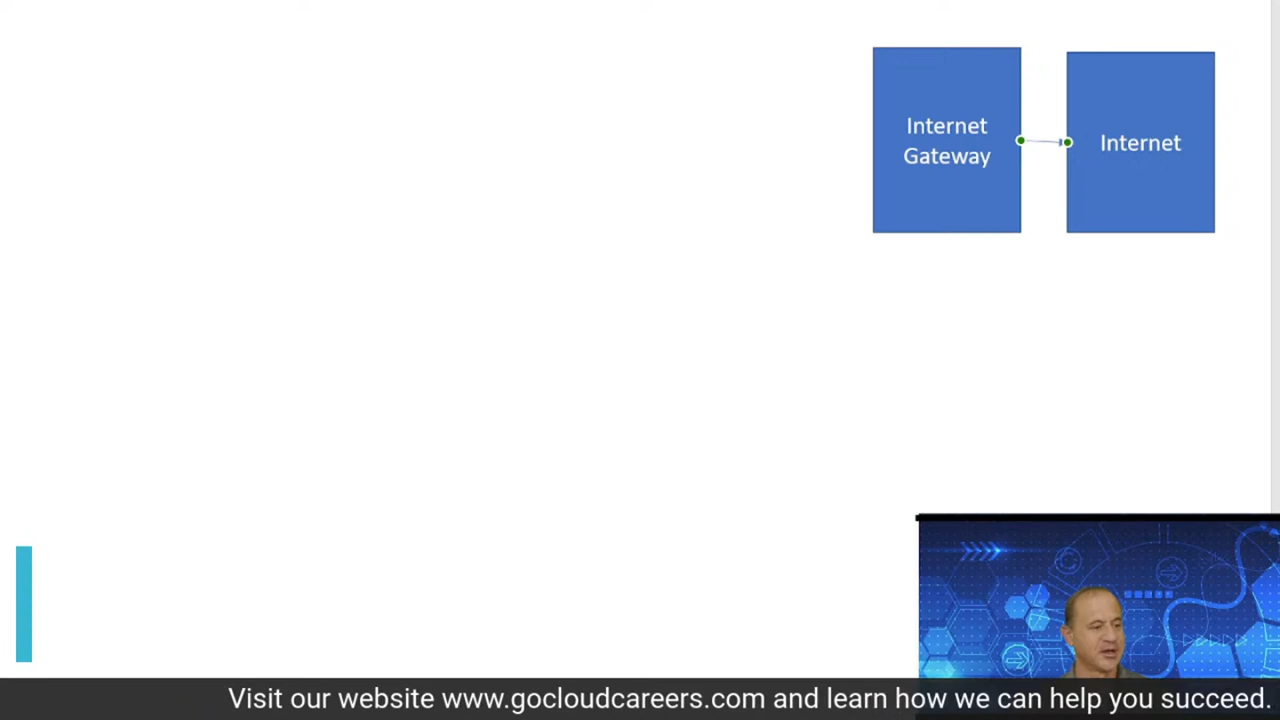 Internet
Gateway
Internet
Visit our website www.gocloudcareers.com and learn how we can help you succeed.